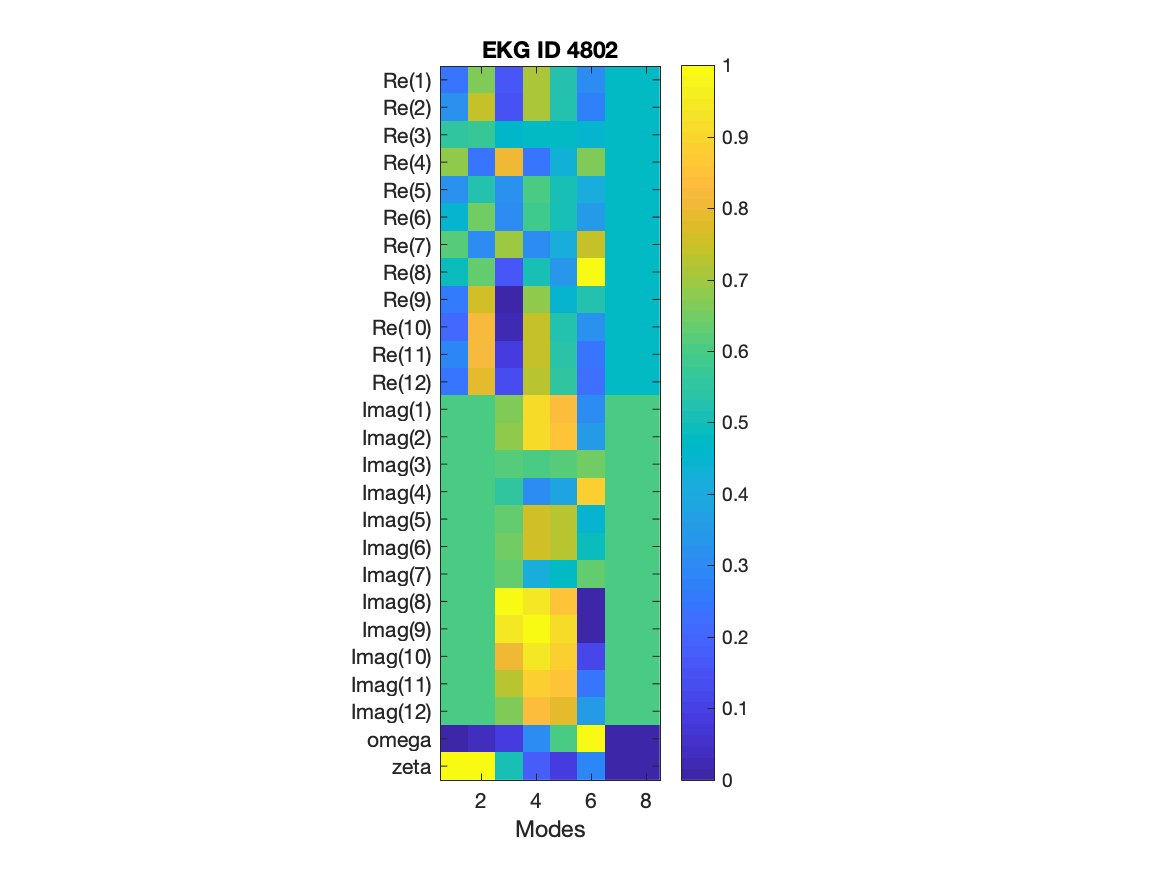 EKG ID 4802
Re(1)
Re(2)
Re(3)
Re(4)
Re(5)
Re(6)
Re(7)
Re(8)
Re(9)
Re(10)
Re(11)
Re(12)
Imag(1)
Imag(2)
Imag(3)
Imag(4)
Imag(5)
Imag(6)
Imag(7)
Imag(8)
Imag(9)
Imag(10)
Imag(11)
Imag(12)
omega
zeta
2 4 6 8
Modes
1
0.9
0.8
0.7
0.6
0.5
0.4
0.3
0.2
0.1
0